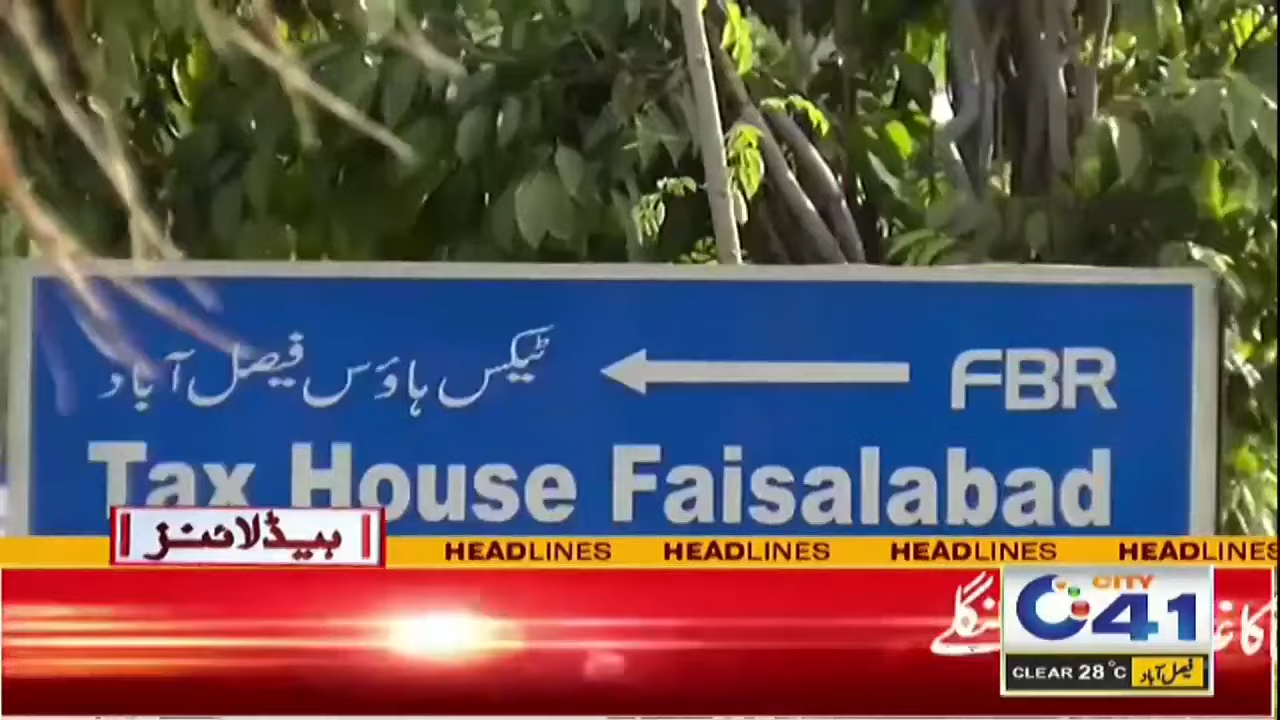 ٹیکس ہاؤس فیصل آباد
FBR
Tax House Faisalabad
ہیڈلائنز
HEADLINES HEADLINES HEADLINES HEADLINES
CITY
41
CLEAR 28°C
فیصل آباد